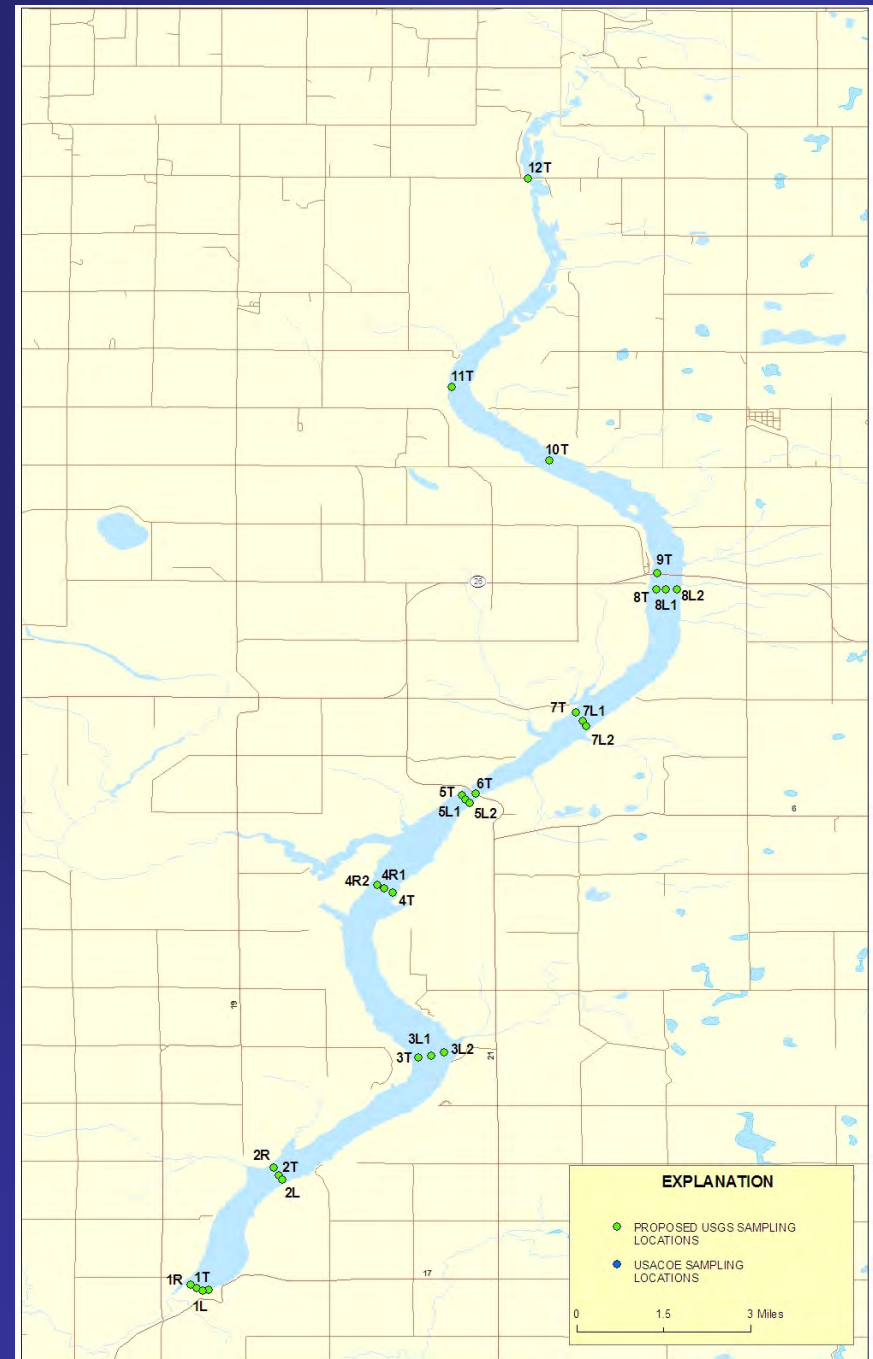 12T
11T
10T
26
9T
8T 8L1 8L2
7T 7L1
7L2
6T
5T
5L1 5L2
6
4R2 4R1
4T
19
3L1
3T 3L2
21
2R 2T
2L
1R 1T
1L
17
EXPLANATION
PROPOSED USGS SAMPLING
LOCATIONS
USACOE SAMPLING
LOCATIONS
0 1.5 3 Miles